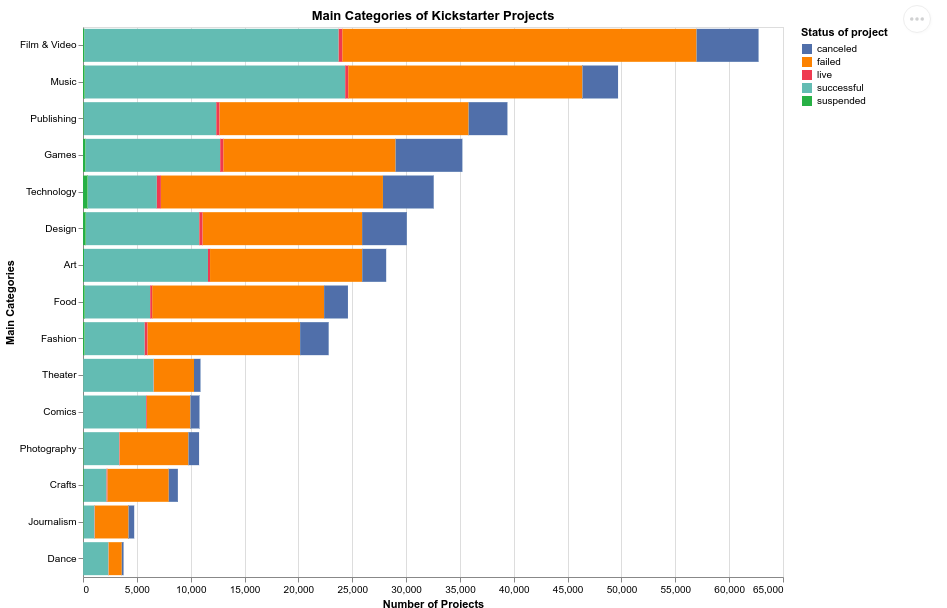 Main Categories of Kickstarter Projects
Status of project
canceled
failed
live
successful
suspended
Main Categories
Film & Video
Music
Publishing
Games
Technology
Design
Art
Food
Fashion
Theater
Comics
Photography
Crafts
Journalism
Dance
0 5,000 10,000 15,000 20,000 25,000 30,000 35,000 40,000 45,000 50,000 55,000 60,000 65,000
Number of Projects